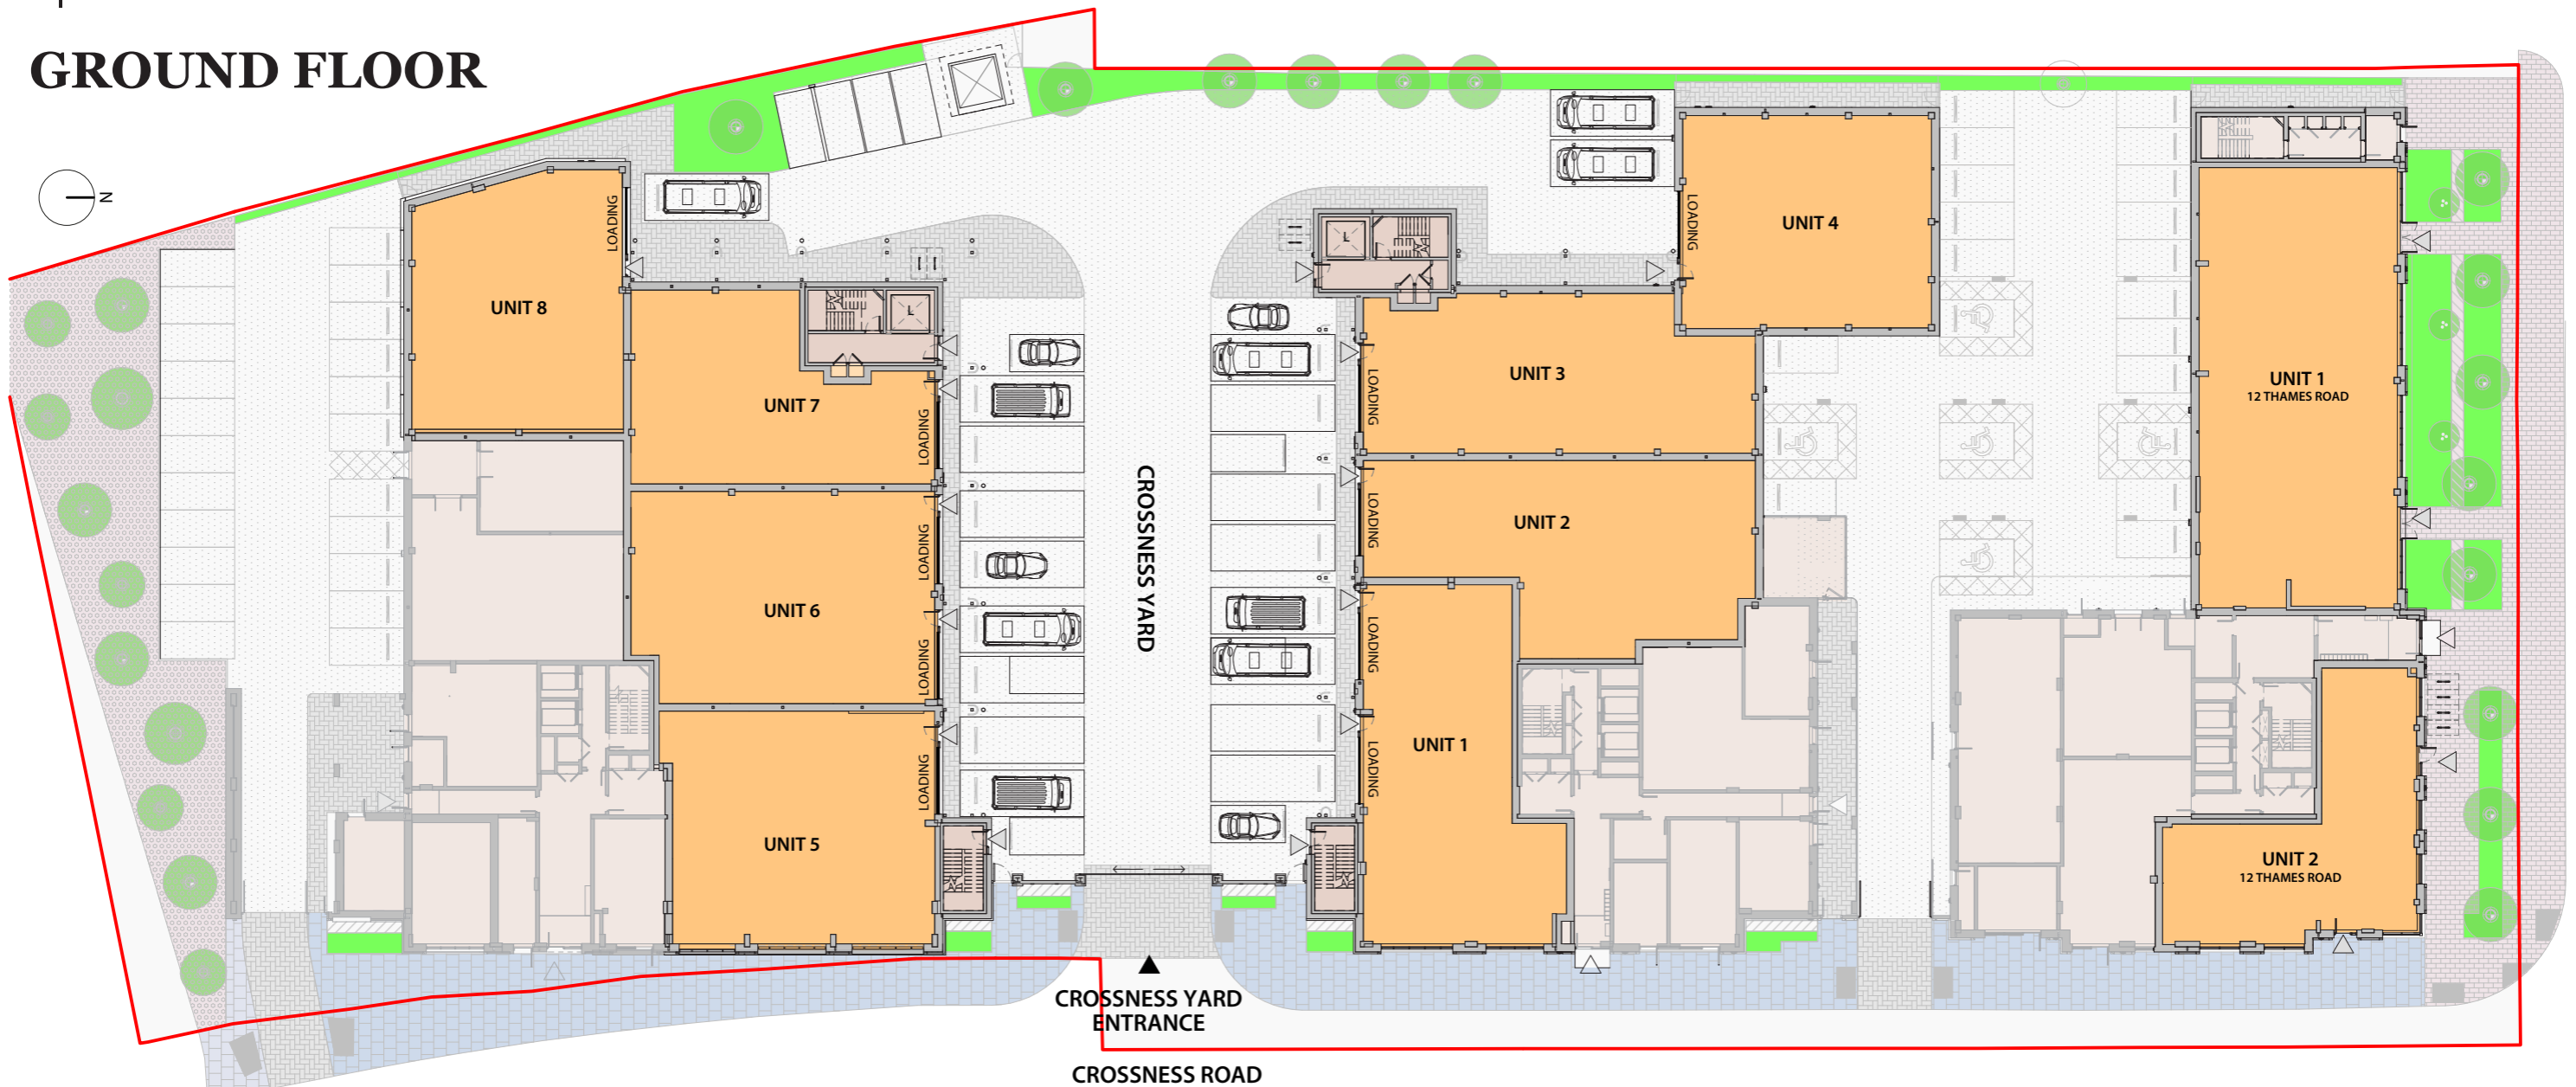 GROUND FLOOR
N
UNIT 8
LOADING
UNIT 7
LOADING
L
UNIT 6
LOADING
LOADING
UNIT 5
LOADING
CROSSNESS YARD
L
UNIT 4
LOADING
UNIT 3
LOADING
UNIT 2
LOADING
UNIT 1
LOADING
LOADING
UNIT 1
12 THAMES ROAD
UNIT 2
12 THAMES ROAD
CROSSNESS YARD
ENTRANCE
CROSSNESS ROAD